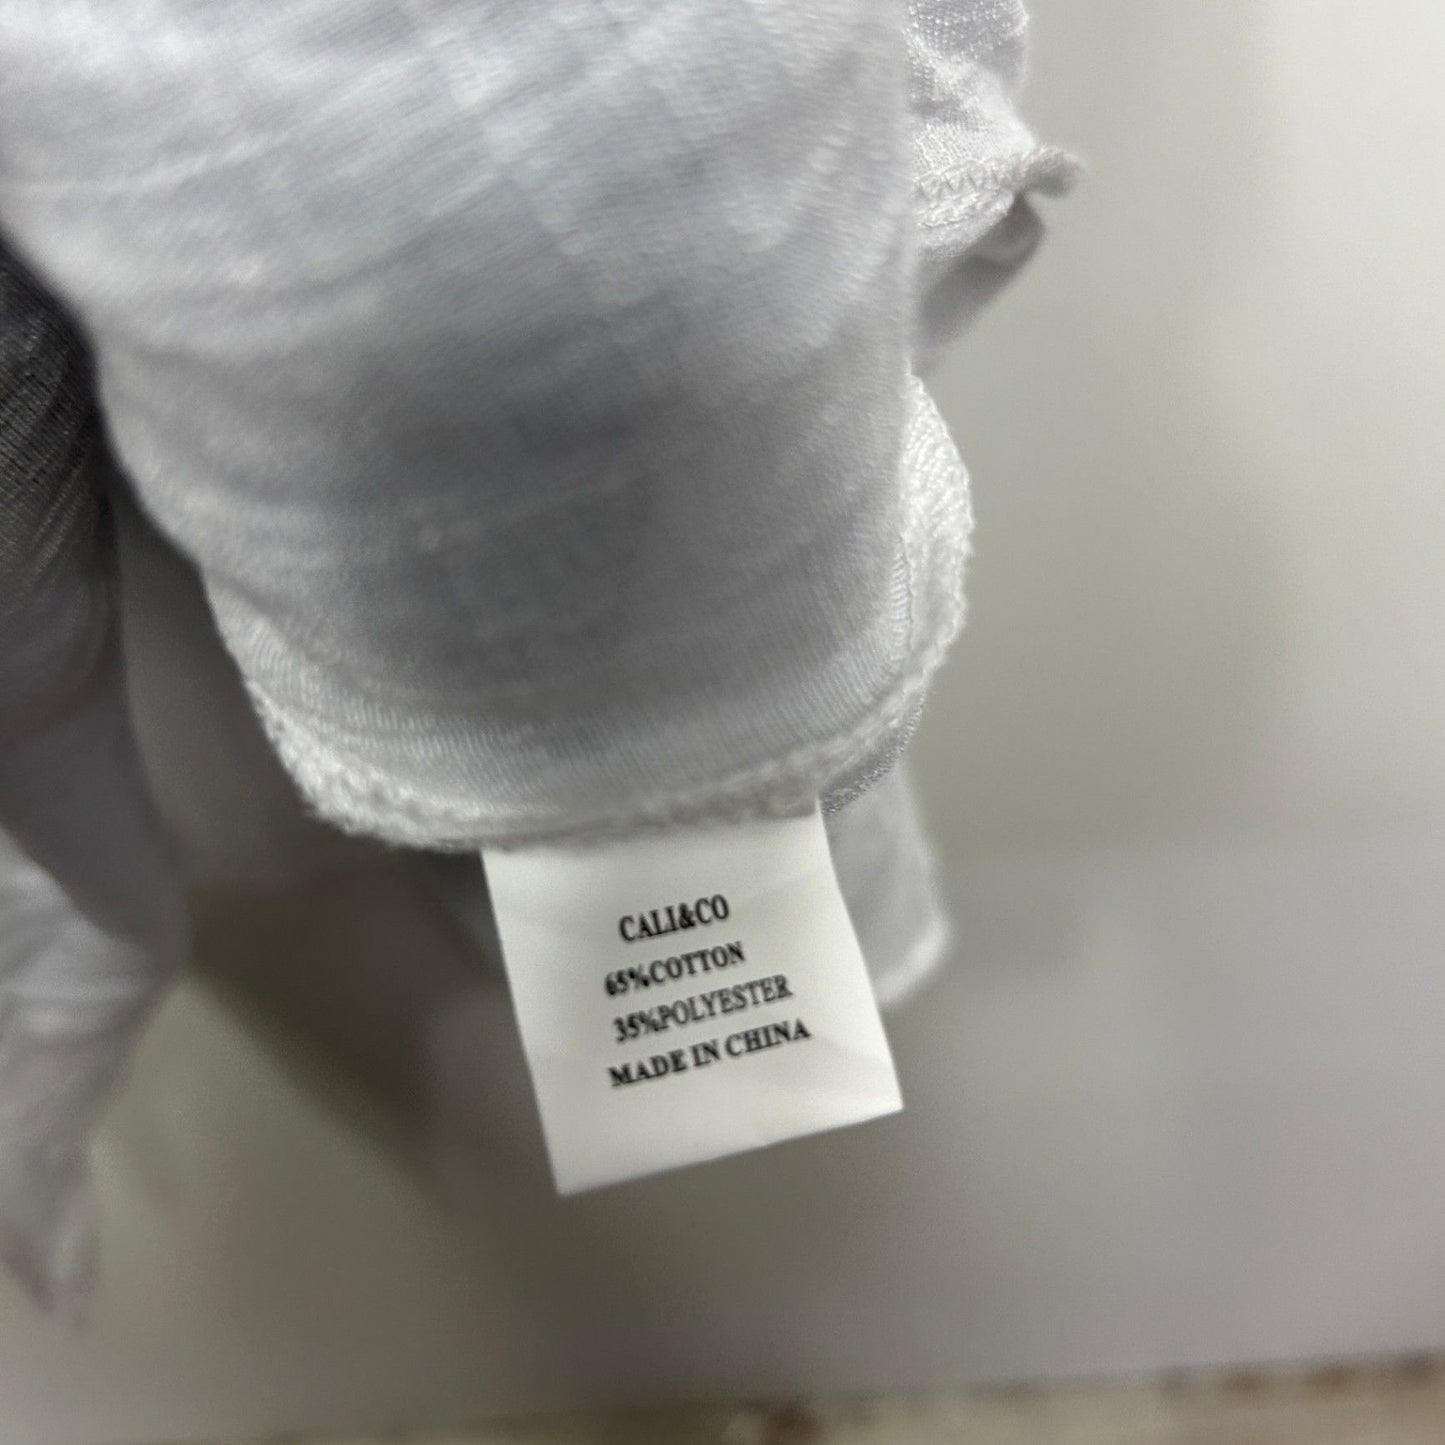 CALI&CO
65%COTTON
35%POLYESTER
MADE IN CHINA